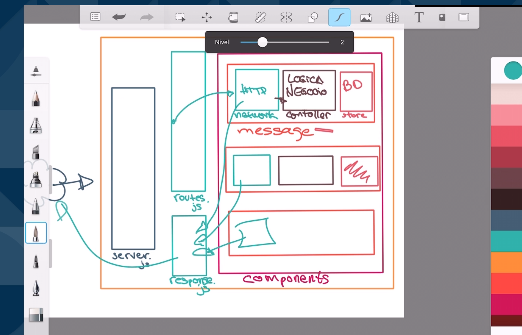 Nivel 2
HTTP
LOGICA
NEGOCIO
BD
network
controller
store
message
routes.
js
server.
js
response.
js
components